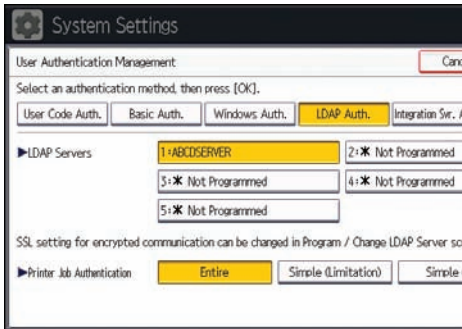 System Settings
User Authentication Management
Select an authentication method, then press [OK].
User Code Auth. Basic Auth. Windows Auth. LDAP Auth. Integration Svr.
►LDAP Servers 1:ABCDSERVER 2:✱ Not Programmed
3:✱ Not Programmed 4:✱ Not Programmed
5:✱ Not Programmed
SSL setting for encrypted communication can be changed in Program / Change LDAP Server
►Printer Job Authentication Entire Simple (Limitation) Simple